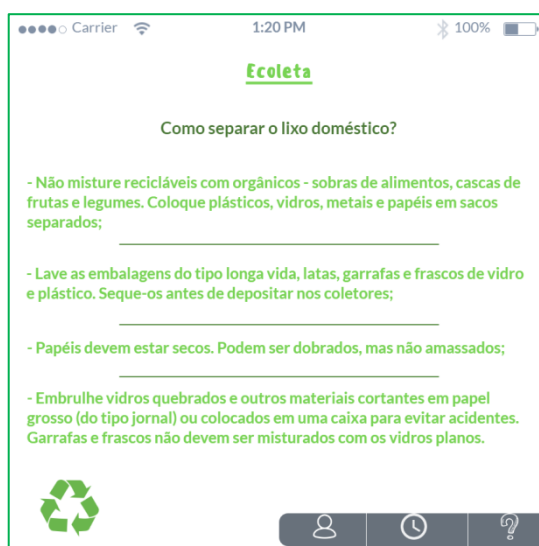 Carrier 1:20 PM 100%
Ecoleta
Como separar o lixo doméstico?
- Não misture recicláveis com orgânicos - sobras de alimentos, cascas de
frutas e legumes. Coloque plásticos, vidros, metais e papéis em sacos
separados;
- Lave as embalagens do tipo longa vida, latas, garrafas e frascos de vidro
e plástico. Seque-os antes de depositar nos coletores;
- Papéis devem estar secos. Podem ser dobrados, mas não amassados;
- Embrulhe vidros quebrados e outros materiais cortantes em papel
grosso (do tipo jornal) ou colocados em uma caixa para evitar acidentes.
Garrafas e frascos não devem ser misturados com os vidros planos.